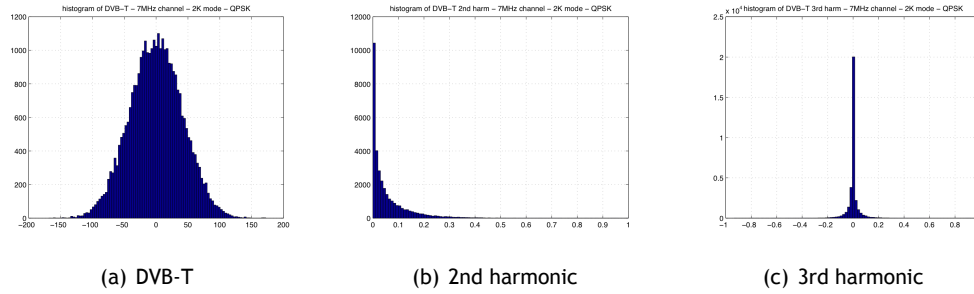 histogram of DVB−T − 7MHz channel − 2K mode − QPSK
1200
1000
800
600
400
200
0
−200 −150 −100 −50 0 50 100 150 200
(a) DVB-T
histogram of DVB−T 2nd harm − 7MHz channel − 2K mode − QPSK
12000
10000
8000
6000
4000
2000
0
0 0.1 0.2 0.3 0.4 0.5 0.6 0.7 0.8 0.9 1
(b) 2nd harmonic
x 10⁴ histogram of DVB−T 3rd harm − 7MHz channel − 2K mode − QPSK
2.5
2
1.5
1
0.5
0
−1 −0.8 −0.6 −0.4 −0.2 0 0.2 0.4 0.6 0.8
(c) 3rd harmonic